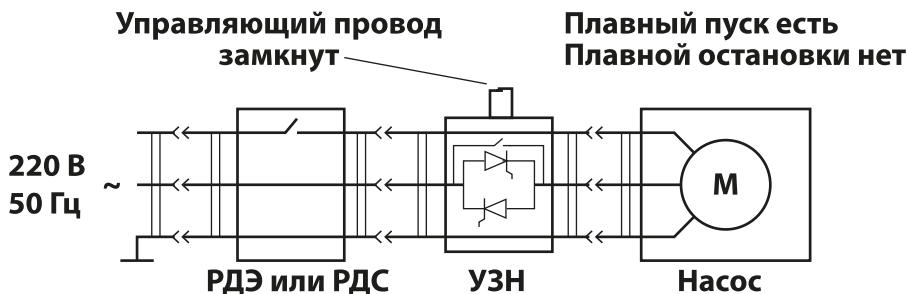 Управляющий провод
замкнут
Плавный пуск есть
Плавной остановки нет
220 В
50 Гц
~
М
РДЭ или РДС
УЗН
Насос